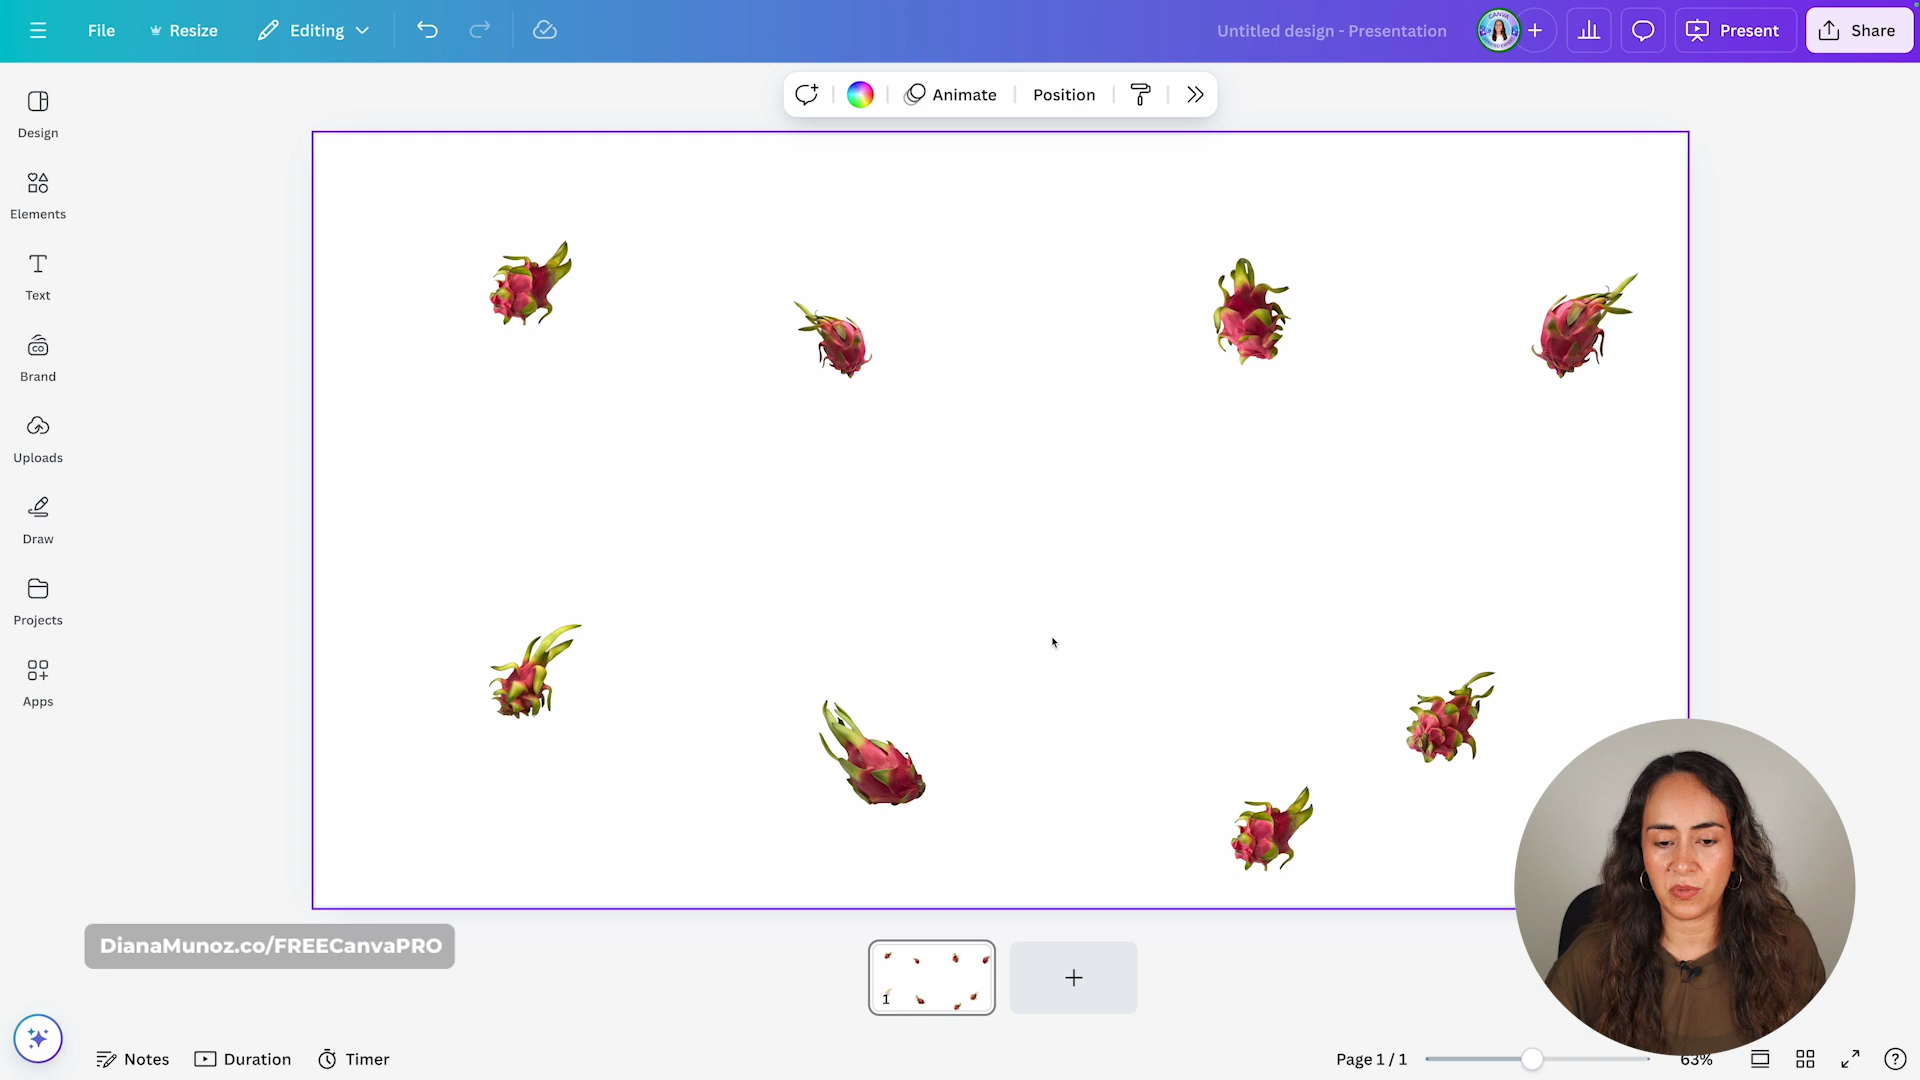 File
Resize
Editing
Untitled design - Presentation
Present
Share
Animate
Position
Design
Elements
Text
Brand
Uploads
Draw
Projects
Apps
DianaMunoz.co/FREECanvaPRO
1
Notes
Duration
Timer
Page 1 / 1
63%